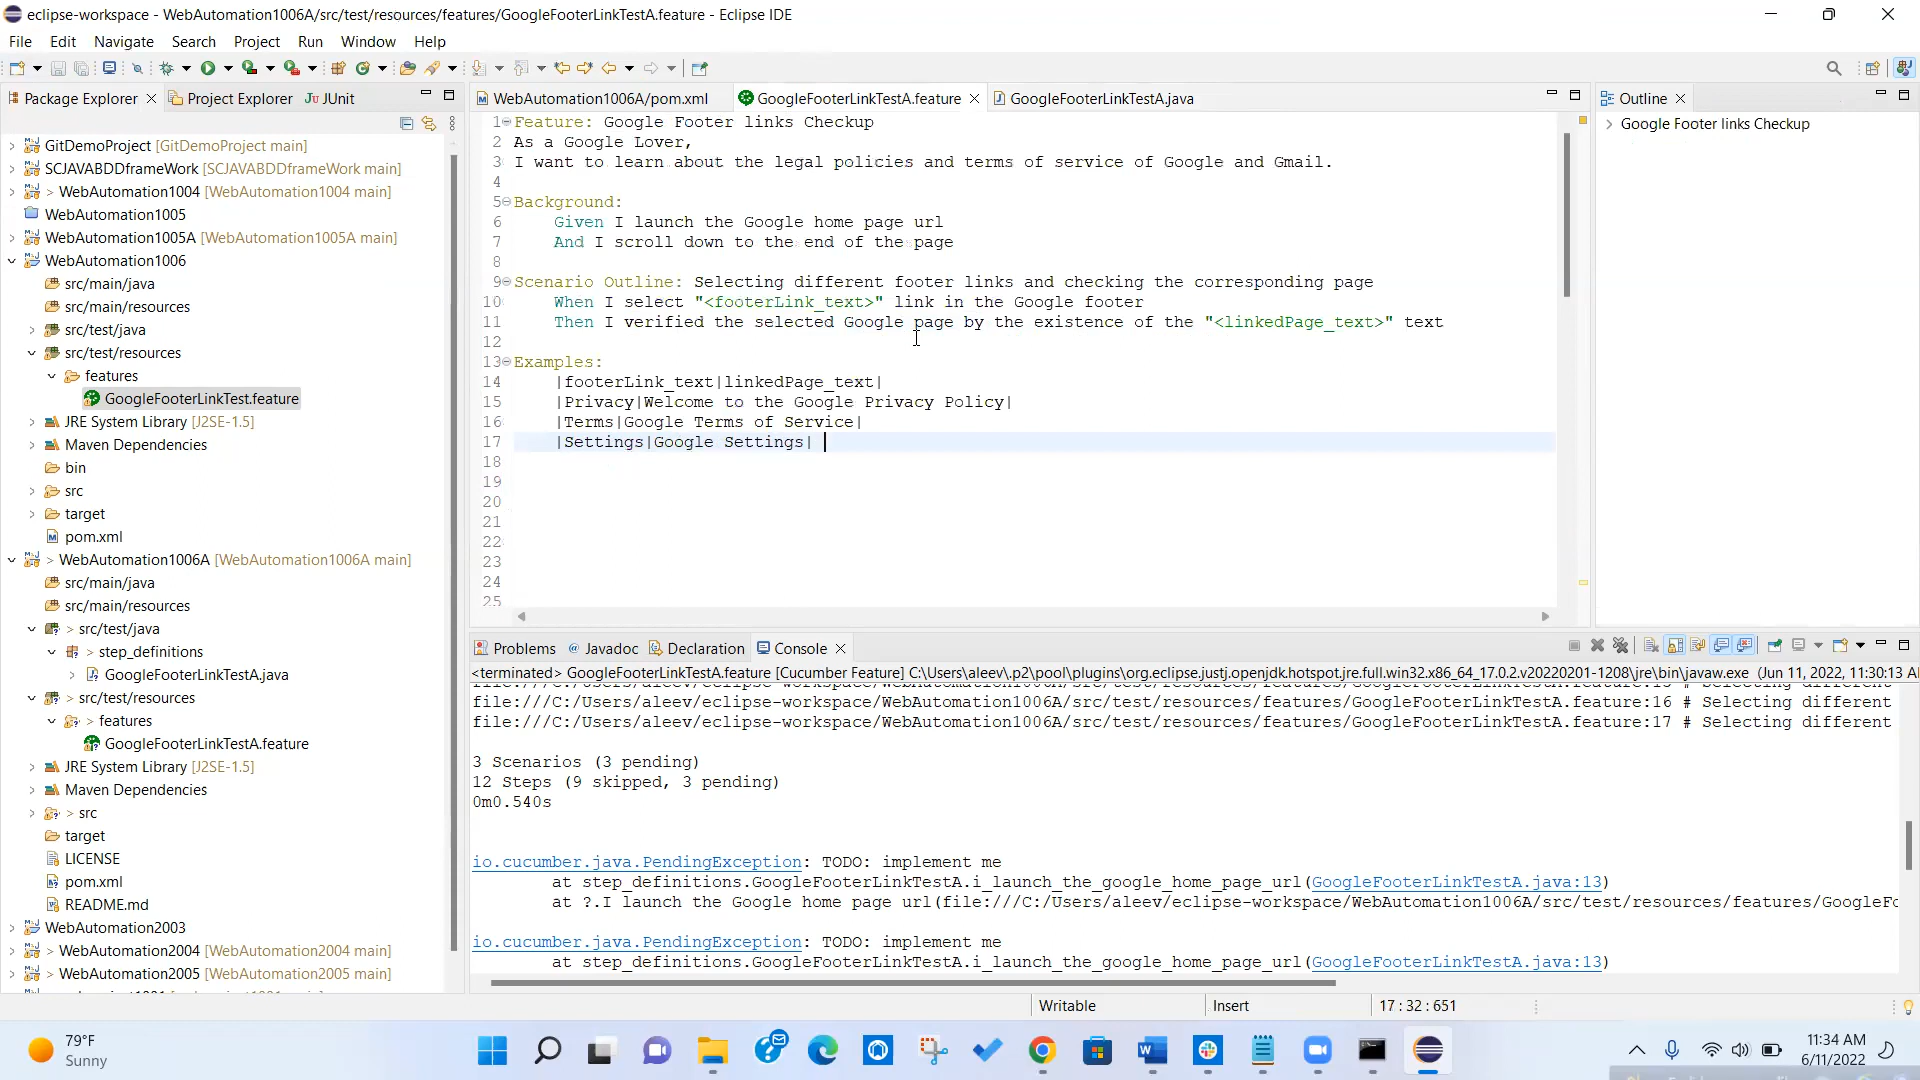 eclipse-workspace - WebAutomation1006A/src/test/resources/features/GoogleFooterLinkTestA.feature - Eclipse IDE
File Edit Navigate Search Project Run Window Help
Package Explorer Project Explorer JUnit
GitDemoProject [GitDemoProject main]
SCJAVABDDframeWork [SCJAVABDDframeWork main]
> WebAutomation1004 [WebAutomation1004 main]
WebAutomation1005
WebAutomation1005A [WebAutomation1005A main]
WebAutomation1006
src/main/java
src/main/resources
src/test/java
src/test/resources
features
GoogleFooterLinkTest.feature
JRE System Library [J2SE-1.5]
Maven Dependencies
bin
src
target
pom.xml
> WebAutomation1006A [WebAutomation1006A main]
src/main/java
src/main/resources
> src/test/java
> step_definitions
GoogleFooterLinkTestA.java
> src/test/resources
> features
GoogleFooterLinkTestA.feature
JRE System Library [J2SE-1.5]
Maven Dependencies
> src
target
LICENSE
pom.xml
README.md
WebAutomation2003
> WebAutomation2004 [WebAutomation2004 main]
> WebAutomation2005 [WebAutomation2005 main]
WebAutomation1006A/pom.xml GoogleFooterLinkTestA.feature GoogleFooterLinkTestA.java
1 Feature: Google Footer links Checkup
2 As a Google Lover,
3 I want to learn about the legal policies and terms of service of Google and Gmail.
4
5 Background:
6 Given I launch the Google home page url
7 And I scroll down to the end of the page
8
9 Scenario Outline: Selecting different footer links and checking the corresponding page
10 When I select "<footerLink_text>" link in the Google footer
11 Then I verified the selected Google page by the existence of the "<linkedPage_text>" text
12
13 Examples:
14 |footerLink_text|linkedPage_text|
15 |Privacy|Welcome to the Google Privacy Policy|
16 |Terms|Google Terms of Service|
17 |Settings|Google Settings|
18
19
20
21
22
23
24
25
Outline
Google Footer links Checkup
Problems @ Javadoc Declaration Console
<terminated> GoogleFooterLinkTestA.feature [Cucumber Feature] C:\Users\aleev\.p2\pool\plugins\org.eclipse.justj.openjdk.hotspot.jre.full.win32.x86_64_17.0.2.v20220201-1208\jre\bin\javaw.exe (Jun 11, 2022, 11:30:13 A
file:///C:/Users/aleev/eclipse-workspace/WebAutomation1006A/src/test/resources/features/GoogleFooterLinkTestA.feature:15 # Selecting different
file:///C:/Users/aleev/eclipse-workspace/WebAutomation1006A/src/test/resources/features/GoogleFooterLinkTestA.feature:16 # Selecting different
file:///C:/Users/aleev/eclipse-workspace/WebAutomation1006A/src/test/resources/features/GoogleFooterLinkTestA.feature:17 # Selecting different
3 Scenarios (3 pending)
12 Steps (9 skipped, 3 pending)
0m0.540s
io.cucumber.java.PendingException: TODO: implement me
at step_definitions.GoogleFooterLinkTestA.i_launch_the_google_home_page_url(GoogleFooterLinkTestA.java:13)
at ?.I launch the Google home page url(file:///C:/Users/aleev/eclipse-workspace/WebAutomation1006A/src/test/resources/features/GoogleFo
io.cucumber.java.PendingException: TODO: implement me
at step_definitions.GoogleFooterLinkTestA.i_launch_the_google_home_page_url(GoogleFooterLinkTestA.java:13)
Writable Insert 17 : 32 : 651
79°F
Sunny
11:34 AM
6/11/2022